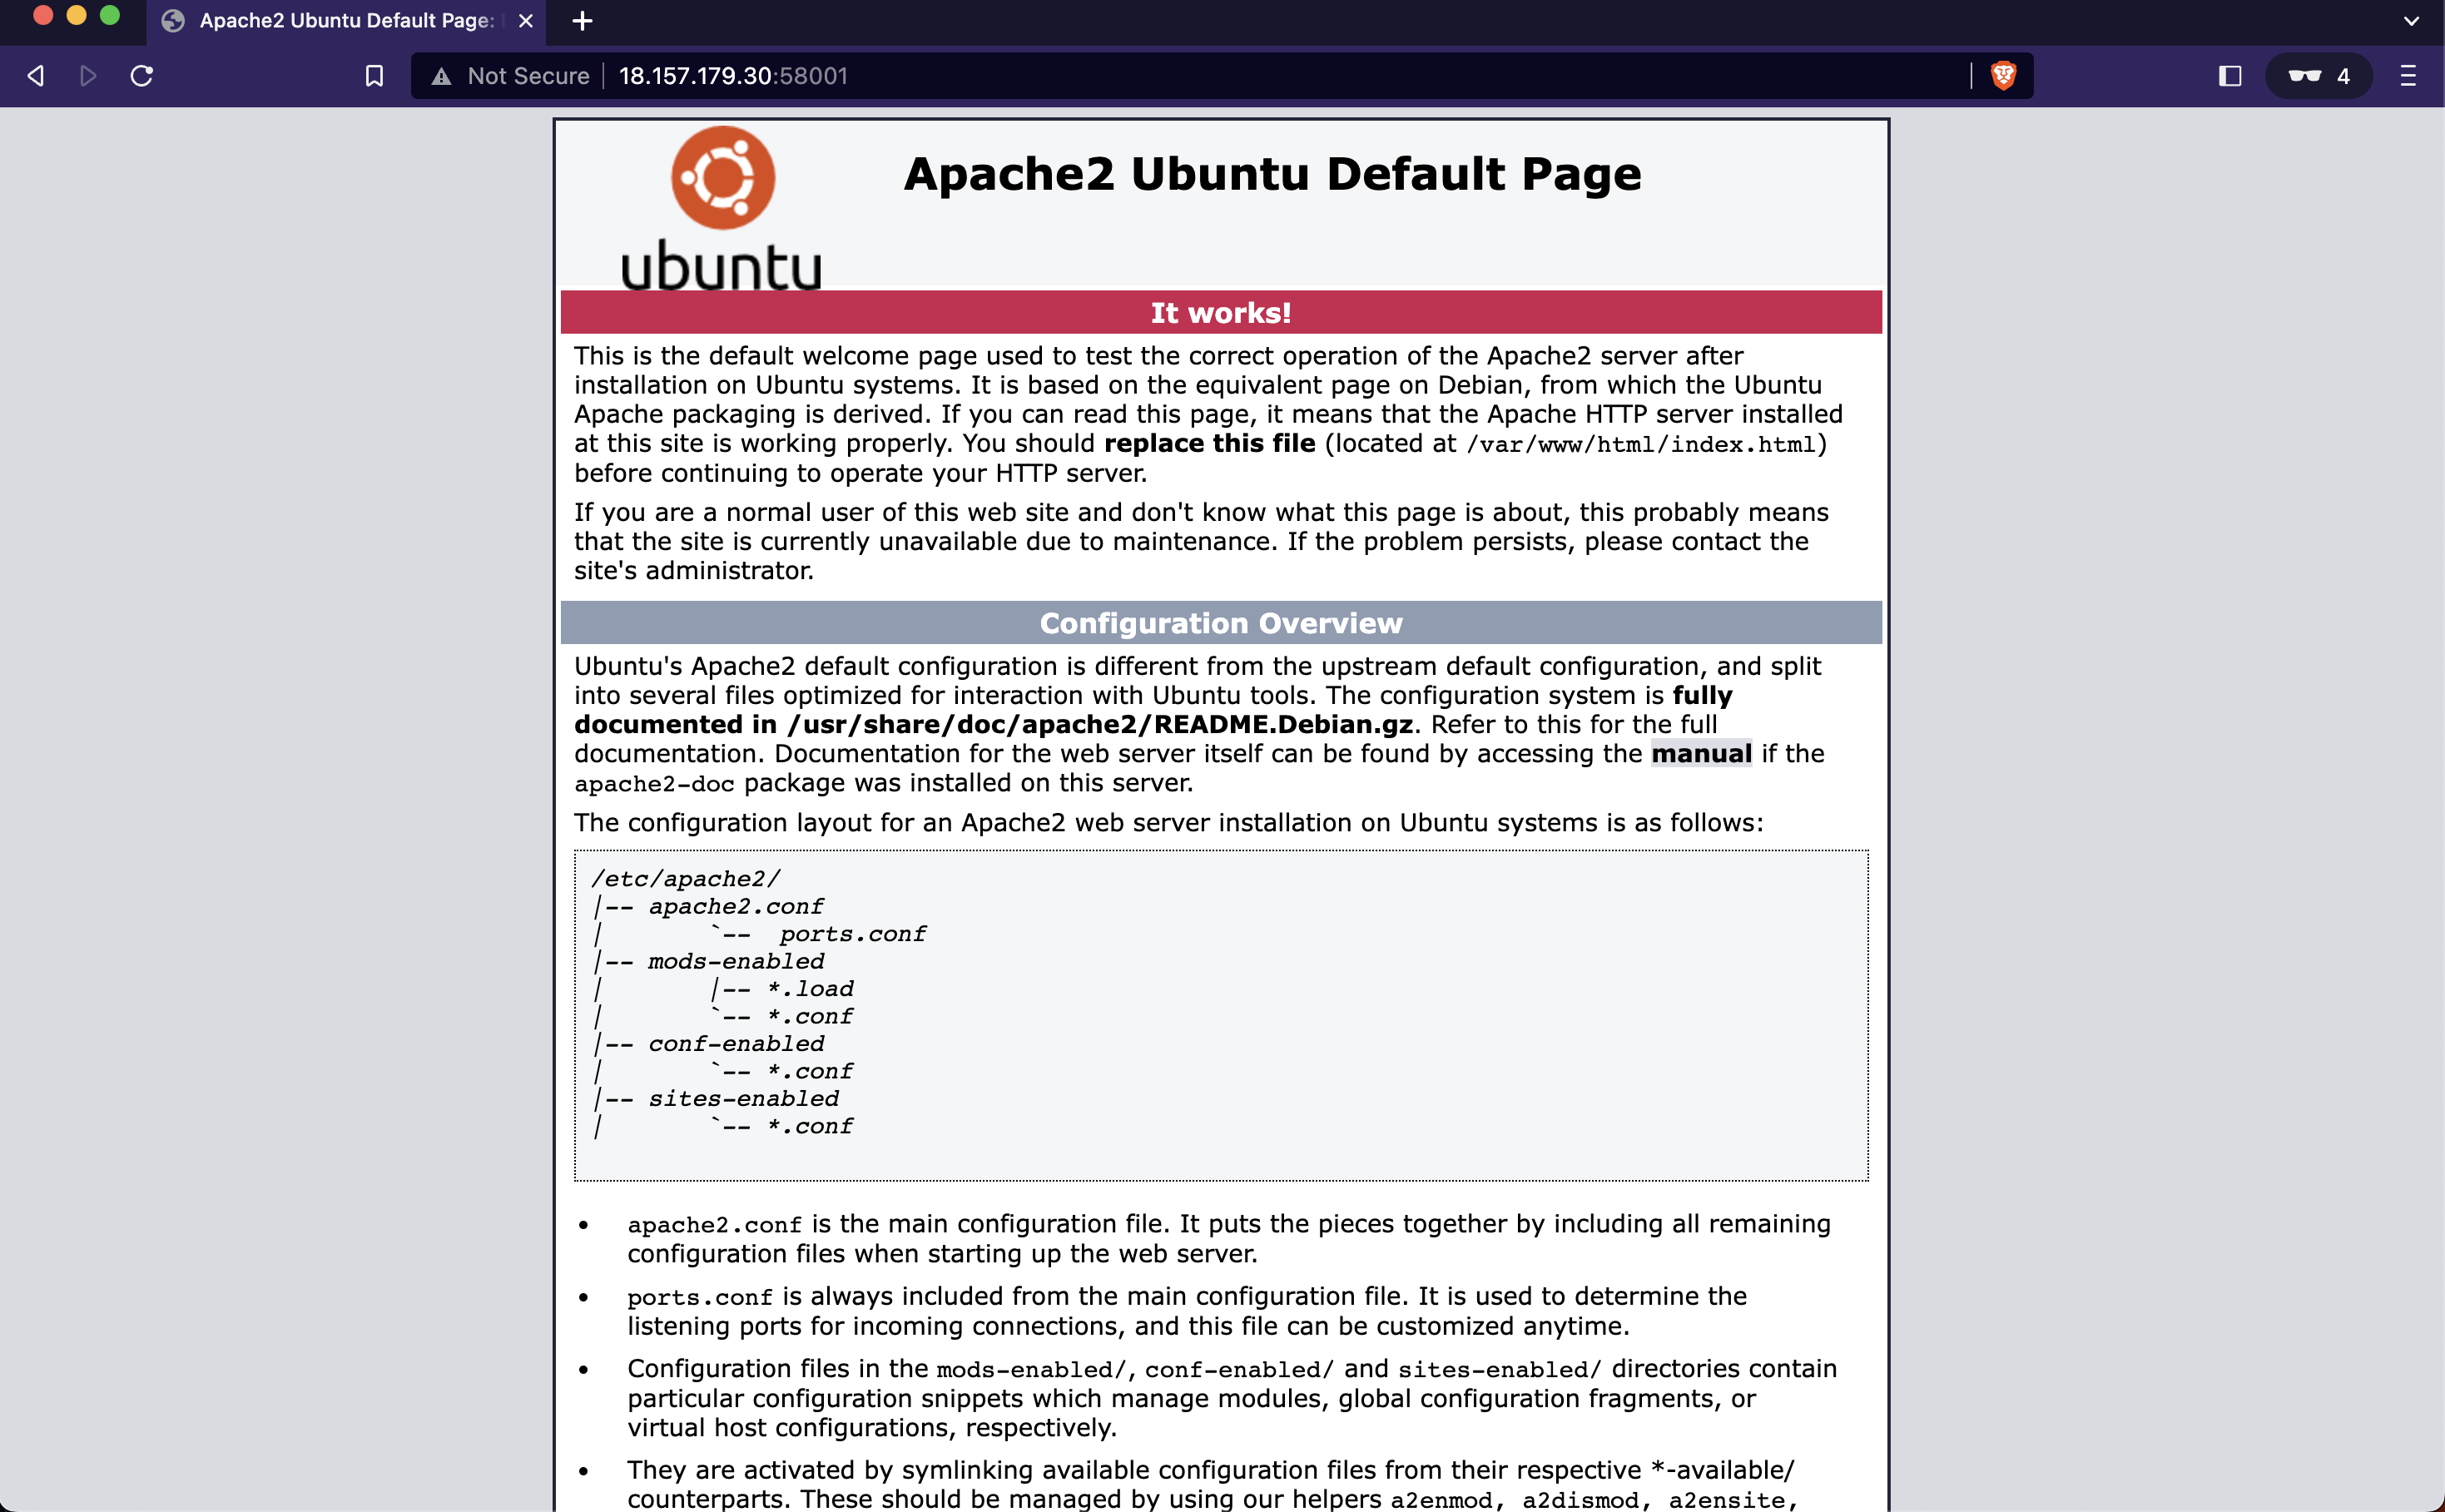 Apache2 Ubuntu Default Page:
Not Secure
18.157.179.30:58001
4
ubuntu
Apache2 Ubuntu Default Page
It works!
This is the default welcome page used to test the correct operation of the Apache2 server after
installation on Ubuntu systems. It is based on the equivalent page on Debian, from which the Ubuntu
Apache packaging is derived. If you can read this page, it means that the Apache HTTP server installed
at this site is working properly. You should replace this file (located at /var/www/html/index.html)
before continuing to operate your HTTP server.
If you are a normal user of this web site and don't know what this page is about, this probably means
that the site is currently unavailable due to maintenance. If the problem persists, please contact the
site's administrator.
Configuration Overview
Ubuntu's Apache2 default configuration is different from the upstream default configuration, and split
into several files optimized for interaction with Ubuntu tools. The configuration system is fully
documented in /usr/share/doc/apache2/README.Debian.gz. Refer to this for the full
documentation. Documentation for the web server itself can be found by accessing the manual if the
apache2-doc package was installed on this server.
The configuration layout for an Apache2 web server installation on Ubuntu systems is as follows:
/etc/apache2/
|-- apache2.conf
|       `--  ports.conf
|-- mods-enabled
|       |-- *.load
|       `-- *.conf
|-- conf-enabled
|       `-- *.conf
|-- sites-enabled
|       `-- *.conf
• apache2.conf is the main configuration file. It puts the pieces together by including all remaining
configuration files when starting up the web server.
• ports.conf is always included from the main configuration file. It is used to determine the
listening ports for incoming connections, and this file can be customized anytime.
• Configuration files in the mods-enabled/, conf-enabled/ and sites-enabled/ directories contain
particular configuration snippets which manage modules, global configuration fragments, or
virtual host configurations, respectively.
• They are activated by symlinking available configuration files from their respective *-available/
counterparts. These should be managed by using our helpers a2enmod, a2dismod, a2ensite,